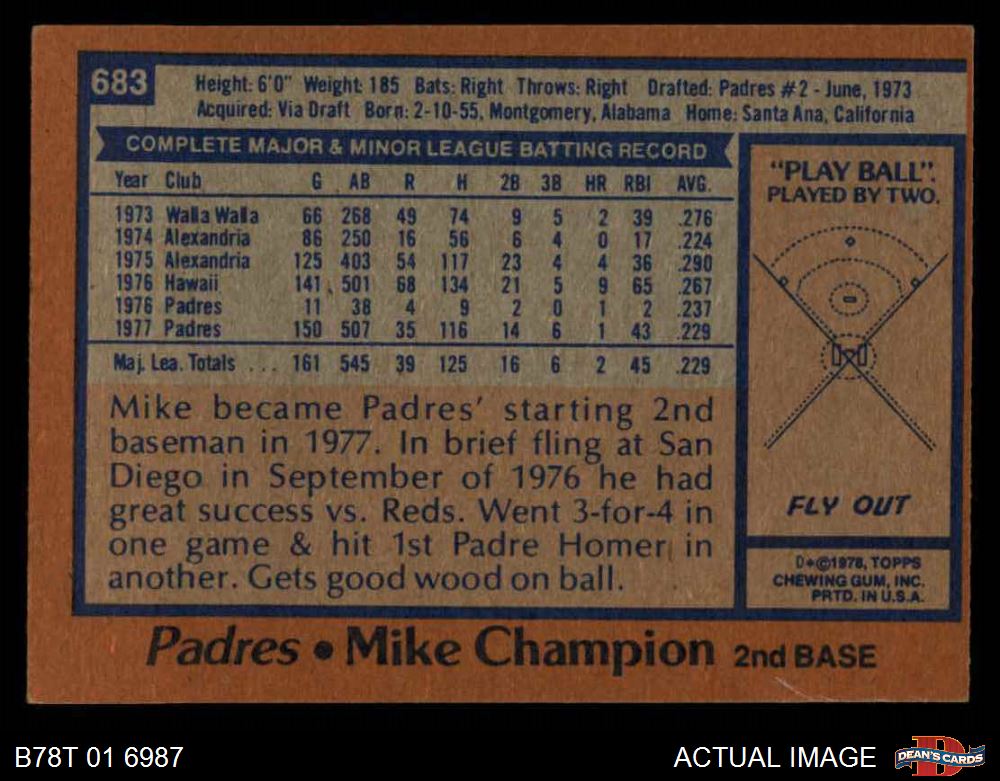 683
Height: 6'0" Weight: 185 Bats: Right Throws: Right Drafted: Padres #2 - June, 1973
Acquired: Via Draft Born: 2-10-55, Montgomery, Alabama Home: Santa Ana, California
COMPLETE MAJOR & MINOR LEAGUE BATTING RECORD
Year Club G AB R H 2B 3B HR RBI AVG.
1973 Walla Walla 66 268 49 74 9 5 2 39 .276
1974 Alexandria 86 250 16 56 6 4 0 17 .224
1975 Alexandria 125 403 54 117 23 4 4 36 .290
1976 Hawaii 141 501 68 134 21 5 9 65 .267
1976 Padres 11 38 4 9 2 0 1 2 .237
1977 Padres 150 507 35 116 14 6 1 43 .229
Maj. Lea. Totals ... 161 545 39 125 16 6 2 45 .229
Mike became Padres' starting 2nd
baseman in 1977. In brief fling at San
Diego in September of 1976 he had
great success vs. Reds. Went 3-for-4 in
one game & hit 1st Padre Homer in
another. Gets good wood on ball.
"PLAY BALL":
PLAYED BY TWO.
FLY OUT
D*©1978, TOPPS
CHEWING GUM, INC.
PRTD. IN U.S.A.
Padres • Mike Champion 2nd BASE
B78T 01 6987
ACTUAL IMAGE
DEAN'S CARDS